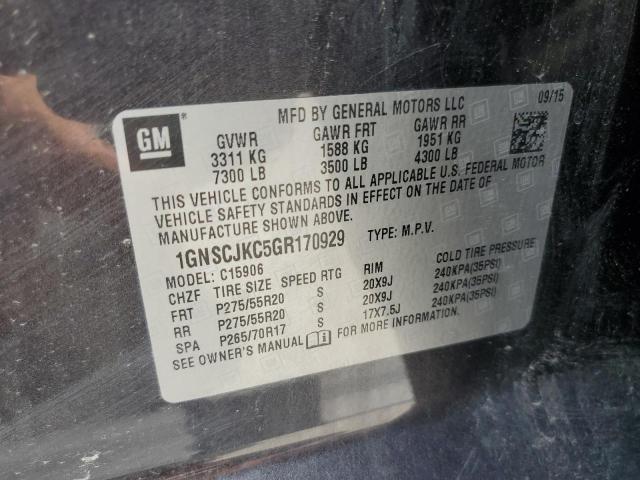 MFD BY GENERAL MOTORS LLC 09/15
GM ®
GVWR GAWR FRT GAWR RR
3311 KG 1588 KG 1951 KG
7300 LB 3500 LB 4300 LB
THIS VEHICLE CONFORMS TO ALL APPLICABLE U.S. FEDERAL MOTOR
VEHICLE SAFETY STANDARDS IN EFFECT ON THE DATE OF
MANUFACTURE SHOWN ABOVE.
1GNSCJKC5GR170929 TYPE: M.P.V.
MODEL: C15906
CHZF TIRE SIZE SPEED RTG RIM COLD TIRE PRESSURE
FRT P275/55R20 S 20X9J 240KPA(35PSI)
RR P275/55R20 S 20X9J 240KPA(35PSI)
SPA P265/70R17 S 17X7.5J 240KPA(35PSI)
SEE OWNER'S MANUAL i FOR MORE INFORMATION.